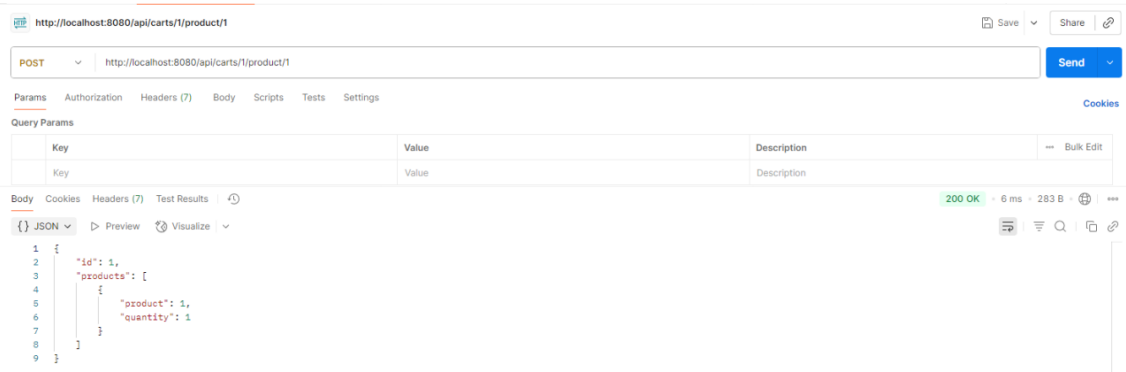 HTTP http://localhost:8080/api/carts/1/product/1 Save Share
POST http://localhost:8080/api/carts/1/product/1 Send
Params Authorization Headers (7) Body Scripts Tests Settings Cookies
Query Params
Key Value Description Bulk Edit
Key Value Description
Body Cookies Headers (7) Test Results 200 OK 6 ms 283 B
{} JSON Preview Visualize
1 {
2 "id": 1,
3 "products": [
4 {
5 "product": 1,
6 "quantity": 1
7 }
8 ]
9 }